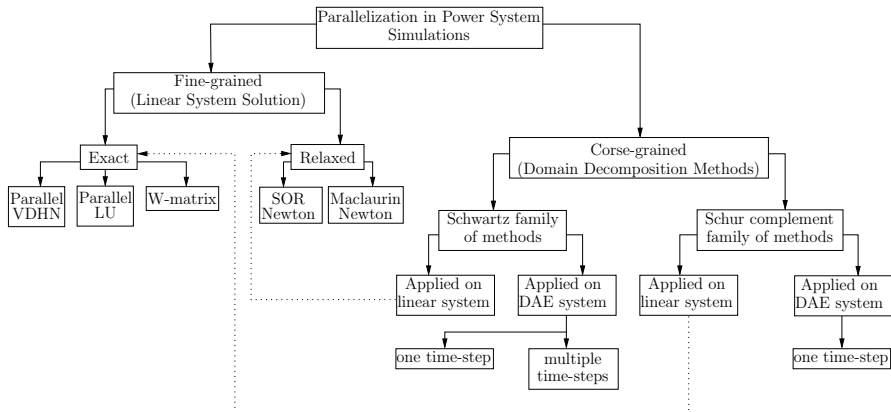 Parallelization in Power System
Simulations
Fine-grained
(Linear System Solution)
Exact
Relaxed
Parallel
VDHN
Parallel
LU
W-matrix
SOR
Newton
Maclaurin
Newton
Corse-grained
(Domain Decomposition Methods)
Schwartz family
of methods
Schur complement
family of methods
Applied on
linear system
Applied on
DAE system
Applied on
linear system
Applied on
DAE system
one time-step
multiple
time-steps
one time-step